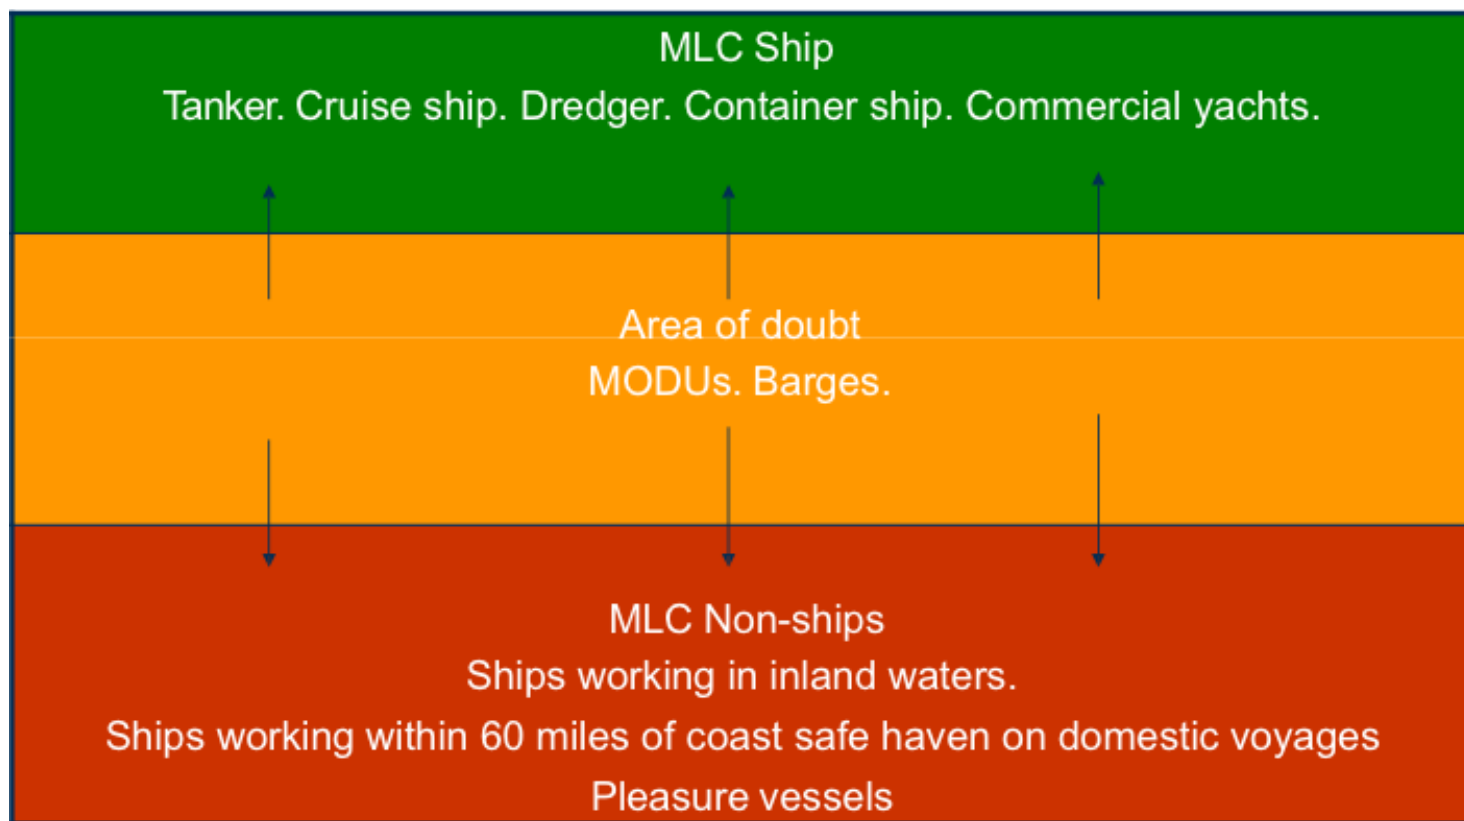 MLC Ship
Tanker. Cruise ship. Dredger. Container ship. Commercial yachts.
Area of doubt
MODUs. Barges.
MLC Non-ships
Ships working in inland waters.
Ships working within 60 miles of coast safe haven on domestic voyages
Pleasure vessels